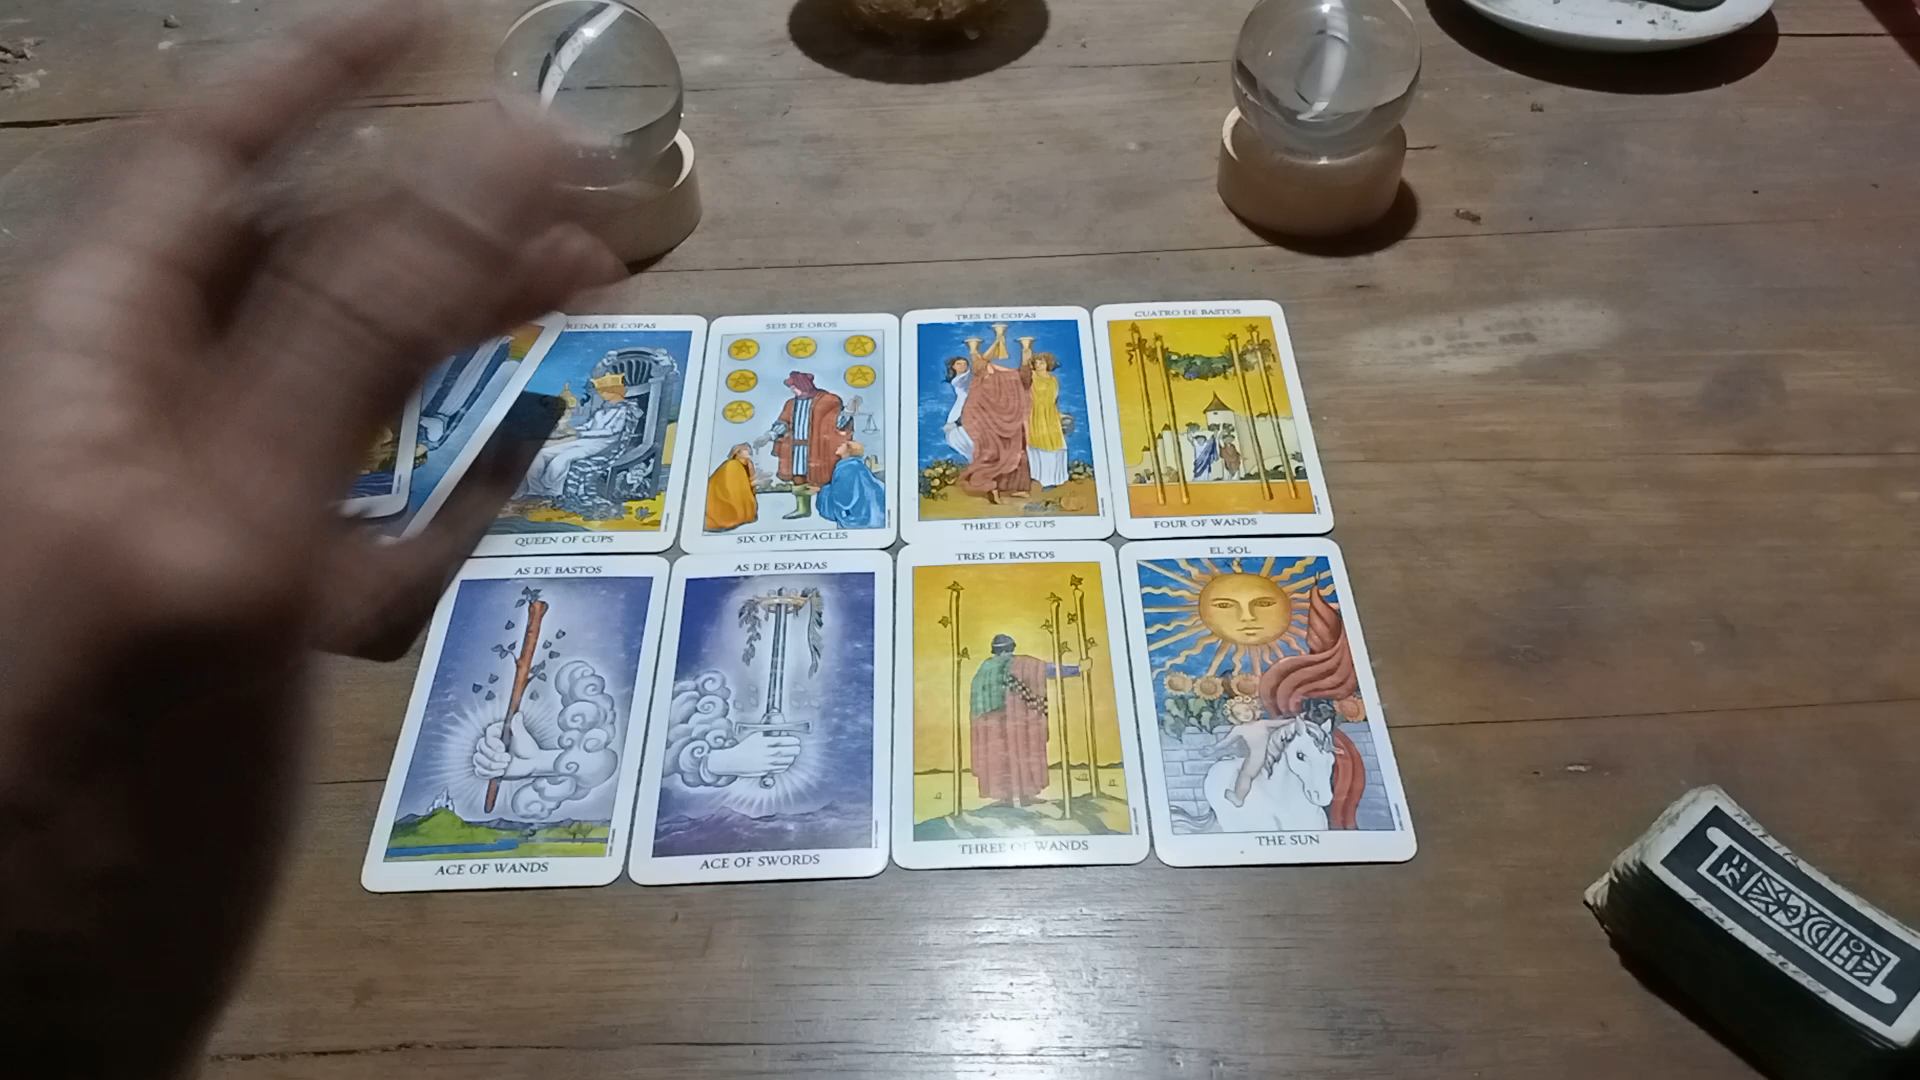 REINA DE COPAS
QUEEN OF CUPS
SEIS DE OROS
SIX OF PENTACLES
TRES DE COPAS
THREE OF CUPS
CUATRO DE BASTOS
FOUR OF WANDS
AS DE BASTOS
ACE OF WANDS
AS DE ESPADAS
ACE OF SWORDS
TRES DE BASTOS
THREE OF WANDS
EL SOL
THE SUN